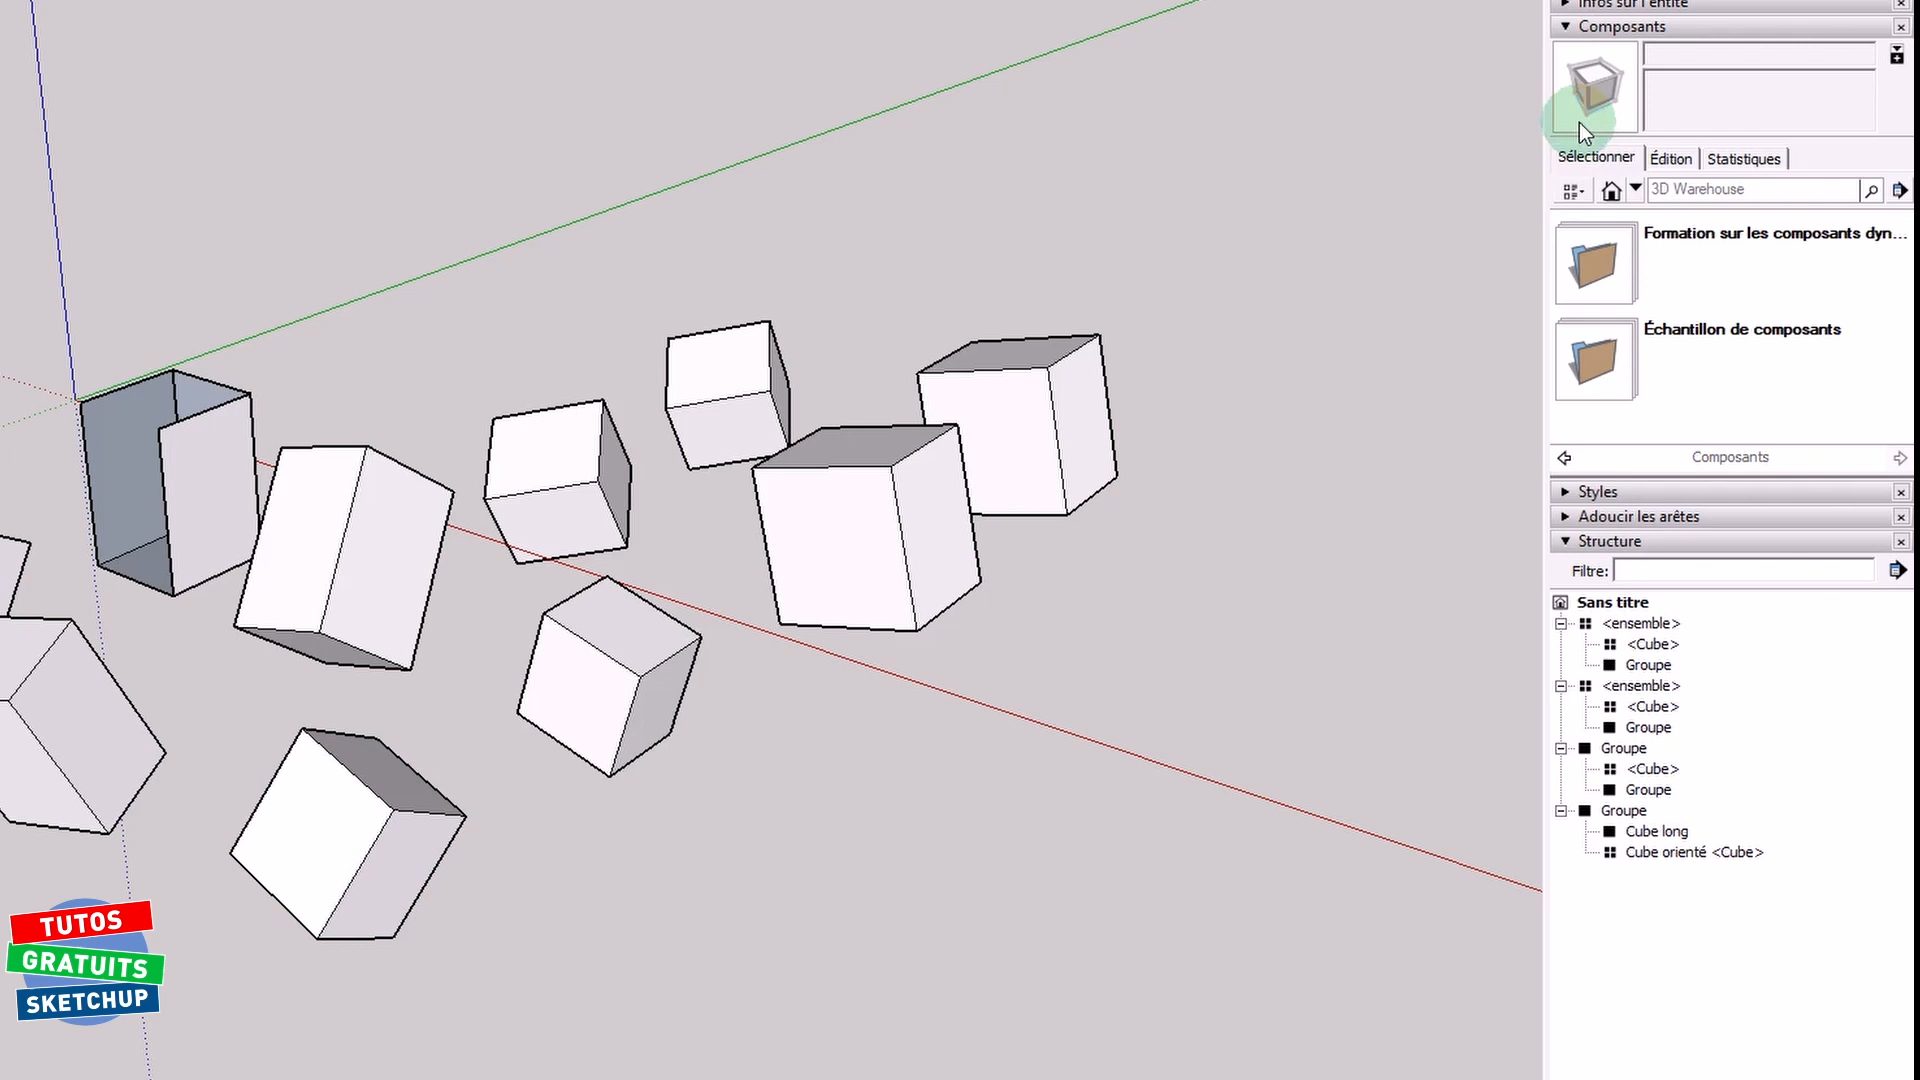 Infos sur l'entité
Composants
Sélectionner
Édition
Statistiques
3D Warehouse
Formation sur les composants dyn...
Échantillon de composants
Composants
Styles
Adoucir les arêtes
Structure
Filtre:
Sans titre
<ensemble>
<Cube>
Groupe
<ensemble>
<Cube>
Groupe
Groupe
<Cube>
Groupe
Groupe
Cube long
Cube orienté <Cube>
TUTOS
GRATUITS
SKETCHUP